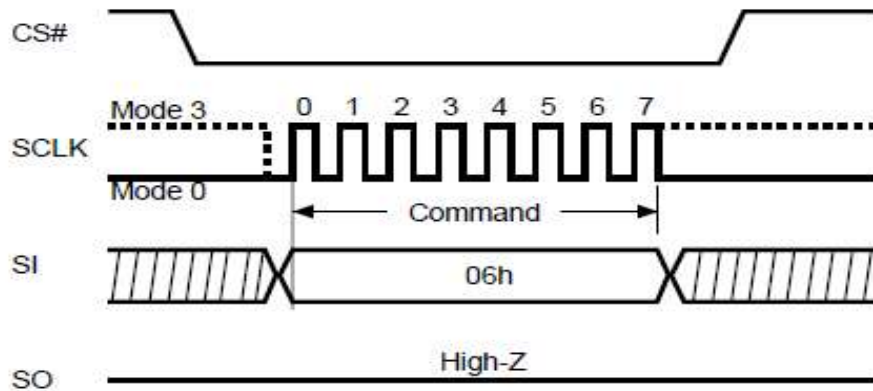 CS#
Mode 3
0 1 2 3 4 5 6 7
SCLK
Mode 0
Command
SI
06h
High-Z
SO